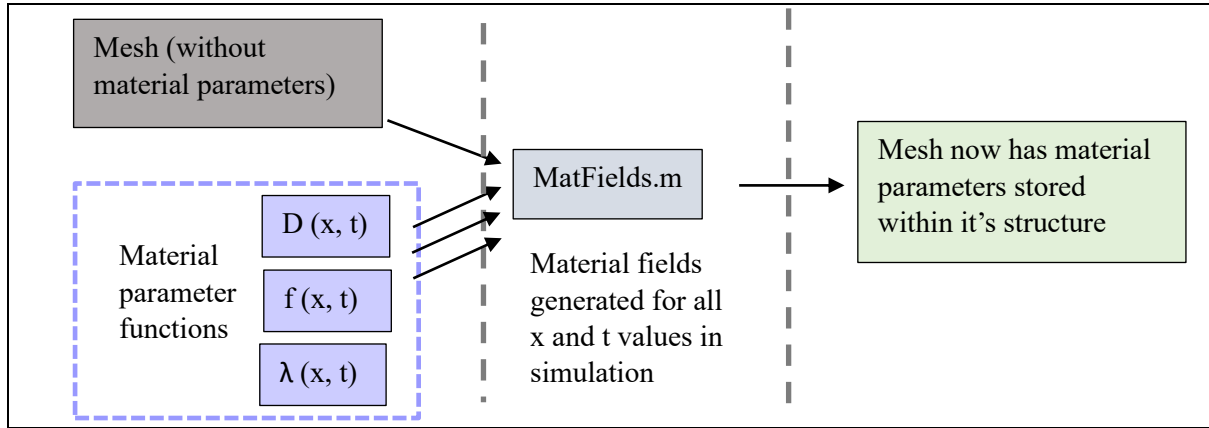 Mesh (without
material parameters)
Material
parameter
functions
D (x, t)
f (x, t)
λ (x, t)
MatFields.m
Material fields
generated for all
x and t values in
simulation
Mesh now has material
parameters stored
within it’s structure